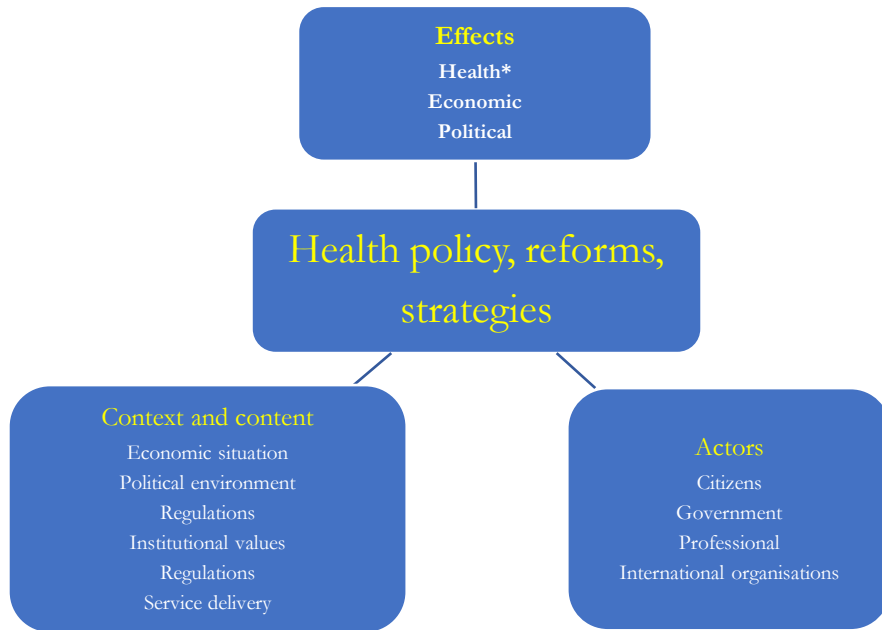 Effects
Health*
Economic
Political
Health policy, reforms,
strategies
Context and content
Economic situation
Political environment
Regulations
Institutional values
Regulations
Service delivery
Actors
Citizens
Government
Professional
International organisations